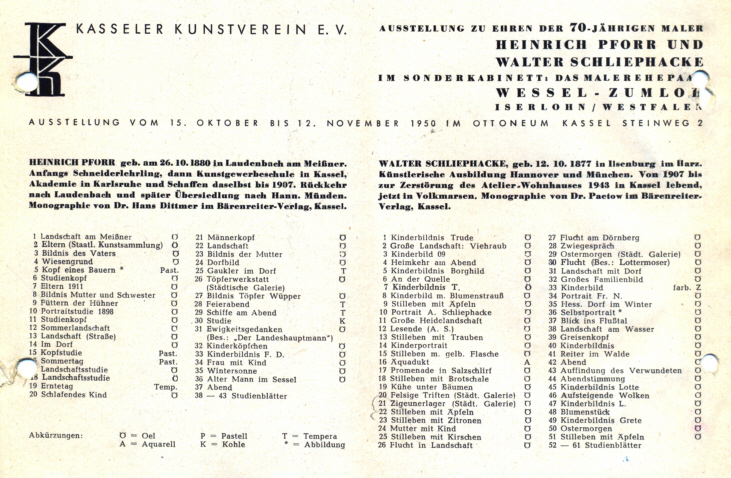 KASSELER KUNSTVEREIN E. V.
AUSSTELLUNG ZU EHREN DER 70-JÄHRIGEN MALER
HEINRICH PFORR UND
WALTER SCHLIEPHACKE
IM SONDERKABINETT: DAS MALEREHEPAA
WESSEL - ZUMLOH
ISERLOHN / WESTFALEN
AUSSTELLUNG VOM 15. OKTOBER BIS 12. NOVEMBER 1950 IM OTTONEUM KASSEL STEINWEG 2
HEINRICH PFORR geb. am 26. 10. 1880 in Laudenbach am Meißner.
Anfangs Schneiderlehrling, dann Kunstgewerbeschule in Kassel,
Akademie in Karlsruhe und Schaffen daselbst bis 1907. Rückkehr
nach Laudenbach und später Übersiedlung nach Hann. Münden.
Monographie von Dr. Hans Dittmer im Bärenreiter-Verlag, Kassel.
1 Landschaft am Meißner Ö
2 Eltern (Staatl. Kunstsammlung) Ö
3 Bildnis des Vaters Ö
4 Wiesengrund Ö
5 Kopf eines Bauern * Past.
6 Studienkopf Ö
7 Eltern 1911 Ö
8 Bildnis Mutter und Schwester Ö
9 Püttern der Hühner Ö
10 Portraitstudie 1898 Ö
11 Studienkopf Ö
12 Sommerlandschaft Ö
13 Landschaft (Straße) Ö
14 Im Dorf Ö
15 Kopfstudie Past.
Sommertag Past.
Landschaftsstudie Ö
18 Landschaftsstudie Ö
19 Erntetag Temp.
20 Schlafendes Kind Ö
21 Männerkopf Ö
22 Landschaft Ö
23 Bildnis der Mutter Ö
24 Dorfbild Ö
25 Gaukler im Dorf T
26 Töpferwerkstatt Ö
(Städtische Galerie)
27 Bildnis Töpfer Wüpper Ö
28 Feierabend T
29 Schiffe am Abend T
30 Studie K
31 Ewigkeitsgedanken Ö
(Bes.: „Der Landeshauptmann")
32 Kinderköpfchen Ö
33 Kinderbildnis F. D. Ö
34 Frau mit Kind Ö
35 Wintersonne Ö
36 Alter Mann im Sessel Ö
37 Abend
38 — 43 Studienblätter
Abkürzungen: Ö = Oel P = Pastell T = Tempera
A = Aquarell K = Kohle * = Abbildung
WALTER SCHLIEPHACKE, geb. 12. 10. 1877 in Ilsenburg im Harz.
Künstlerische Ausbildung Hannover und München. Von 1907 bis
zur Zerstörung des Atelier-Wohnhauses 1943 in Kassel lebend,
jetzt in Volkmarsen. Monographie von Dr. Paetow im Bärenreiter-
Verlag, Kassel.
1 Kinderbildnis Trude Ö
2 Große Landschaft: Viehraub Ö
3 Kinderbild 09 Ö
4 Heimkehr am Abend Ö
5 Kinderbildnis Borghild Ö
6 An der Quelle Ö
7 Kinderbildnis T. Ö
8 Kinderbild m. Blumenstrauß Ö
9 Stilleben mit Äpfeln Ö
10 Portrait A. Schliephacke Ö
11 Große Heidelandschaft Ö
12 Lesende (A. S.) Ö
13 Stilleben mit Trauben Ö
14 Kinderportrait Ö
15 Stilleben m. gelb. Flasche Ö
16 Aquädukt A
17 Promenade in Salzschlirf Ö
18 Stilleben mit Brotschale Ö
19 Kühe unter Bäumen Ö
20 Felsige Triften (Städt. Galerie) Ö
21 Zigeunerlager (Städt. Galerie) Ö
22 Stilleben mit Äpfeln Ö
23 Stilleben mit Zitronen Ö
24 Mutter mit Kind Ö
25 Stilleben mit Kirschen Ö
26 Flucht in Landschaft Ö
27 Flucht am Dörnberg Ö
28 Zwiegespräch Ö
29 Ostermorgen (Städt. Galerie) Ö
30 Flucht (Bes.: Lottermoser) Ö
31 Landschaft mit Dorf Ö
32 Großes Familienbild Ö
33 Kinderbild farb. Z.
34 Portrait Fr. N. Ö
35 Hess. Dorf im Winter Ö
36 Selbstportrait * Ö
37 Blick ins Flußtal Ö
38 Landschaft am Wasser Ö
39 Greisenkopf Ö
40 Kinderbildnis Ö
41 Reiter im Walde Ö
42 Abend Ö
43 Auffindung des Verwundeten Ö
44 Abendstimmung Ö
45 Kinderbildnis Lotte Ö
46 Aufsteigende Wolken Ö
47 Kinderbildnis L. Ö
48 Blumenstück Ö
49 Kinderbildnis Grete Ö
50 Ostermorgen Ö
51 Stilleben mit Äpfeln Ö
52 — 61 Studienblätter